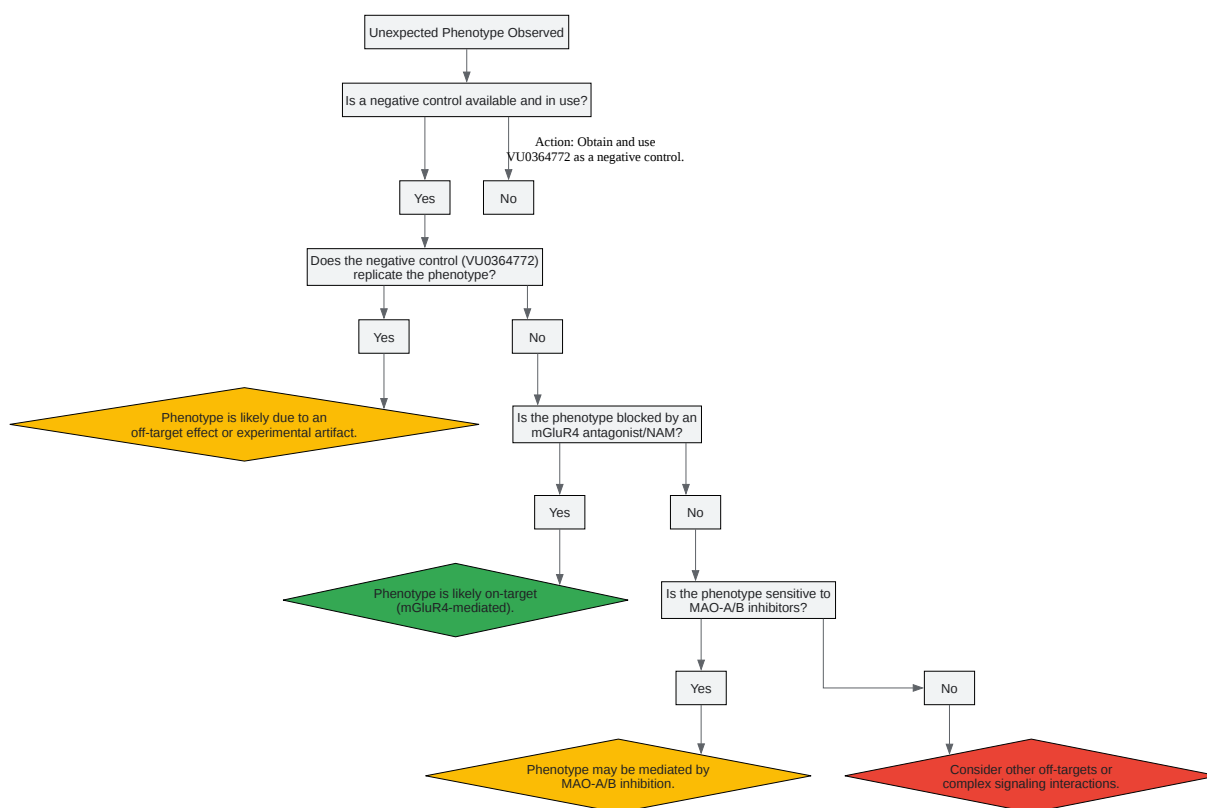 Unexpected Phenotype Observed
Is a negative control available and in use?
Action: Obtain and use
VU0364772 as a negative control.
Yes
No
Does the negative control (VU0364772)
replicate the phenotype?
Yes
No
Phenotype is likely due to an
off-target effect or experimental artifact.
Is the phenotype blocked by an
mGluR4 antagonist/NAM?
Yes
No
Phenotype is likely on-target
(mGluR4-mediated).
Is the phenotype sensitive to
MAO-A/B inhibitors?
Yes
No
Phenotype may be mediated by
MAO-A/B inhibition.
Consider other off-targets or
complex signaling interactions.